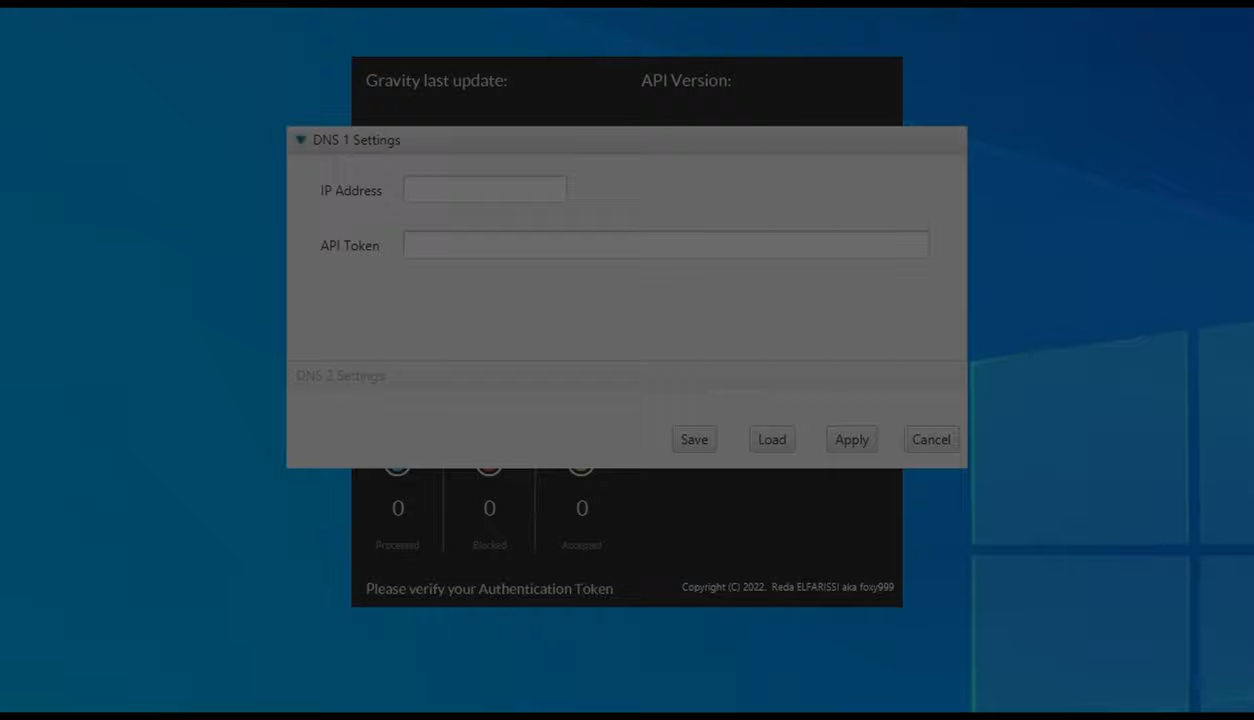 Gravity last update: API Version:
DNS 1 Settings
IP Address
API Token
DNS 2 Settings
Save Load Apply Cancel
0 0 0
Processed Blocked Accepted
Please verify your Authentication Token Copyright (C) 2022. Reda ELFARISS! aka foxy999